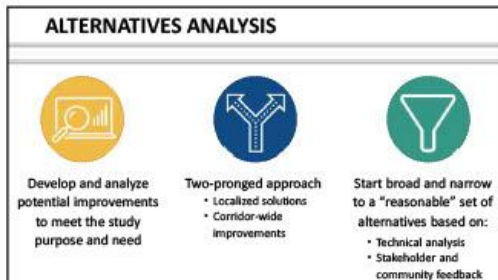 ALTERNATIVES ANALYSIS
Develop and analyze
potential improvements
to meet the study
purpose and need
Two-pronged approach
• Localized solutions
• Corridor-wide
improvements
Start broad and narrow
to a “reasonable” set of
alternatives based on:
• Technical analysis
• Stakeholder and
community feedback